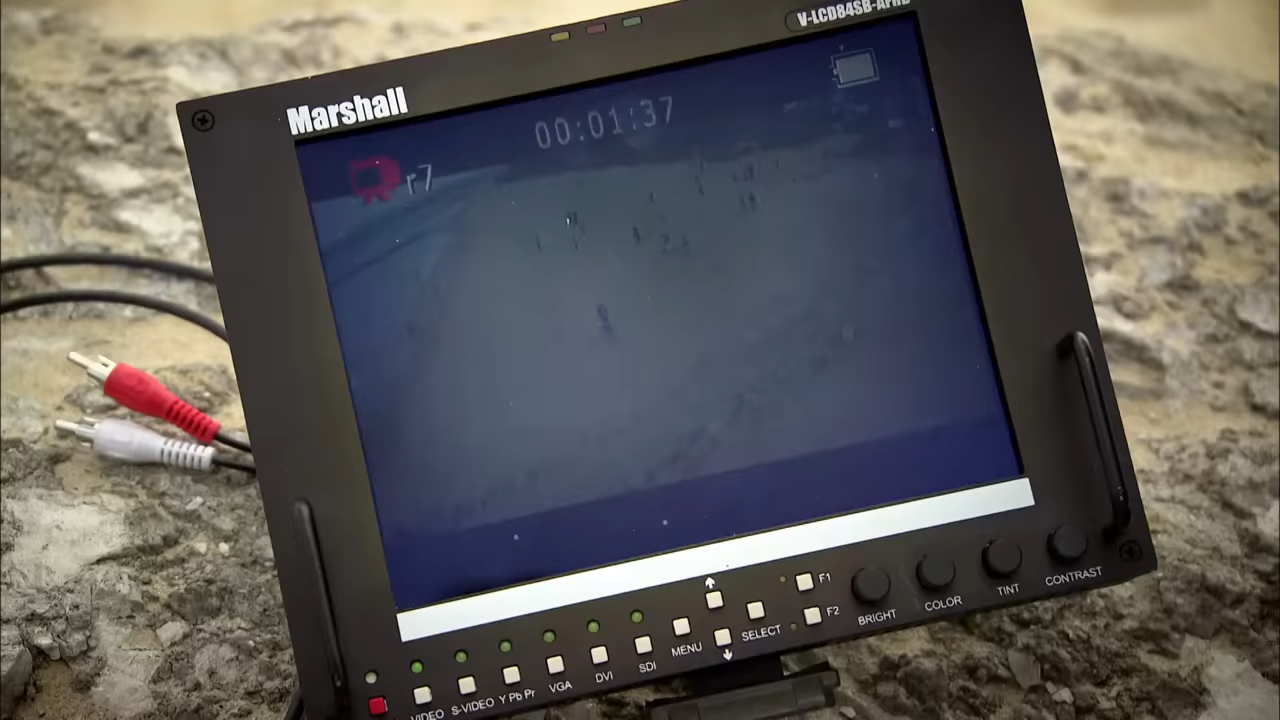 V-LCD84SB-AFHD
Marshall
00:01:37
r7
F1
F2
BRIGHT
COLOR
TINT
CONTRAST
VIDEO
S-VIDEO
Y Pb Pr
VGA
DVI
SDI
MENU
SELECT